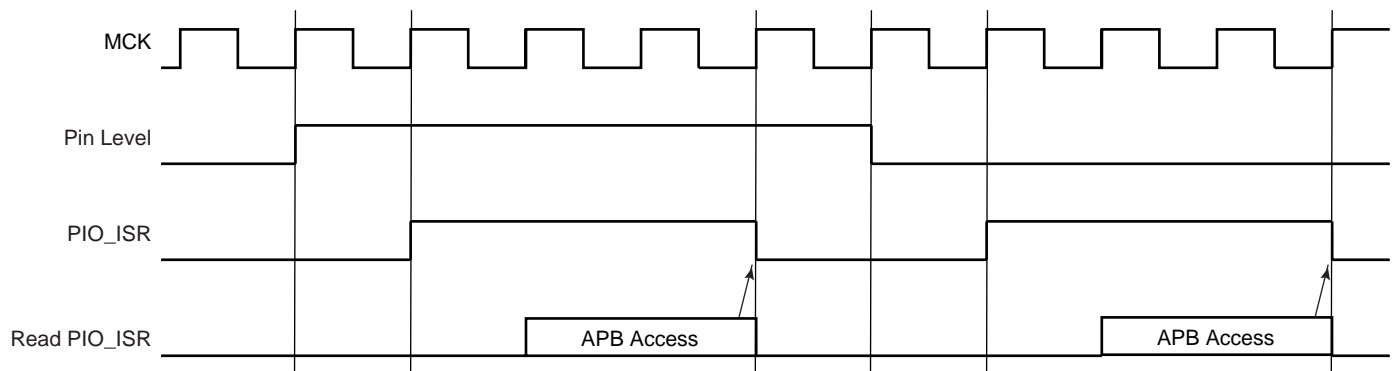 MCK
Pin Level
PIO_ISR
Read PIO_ISR
APB Access
APB Access